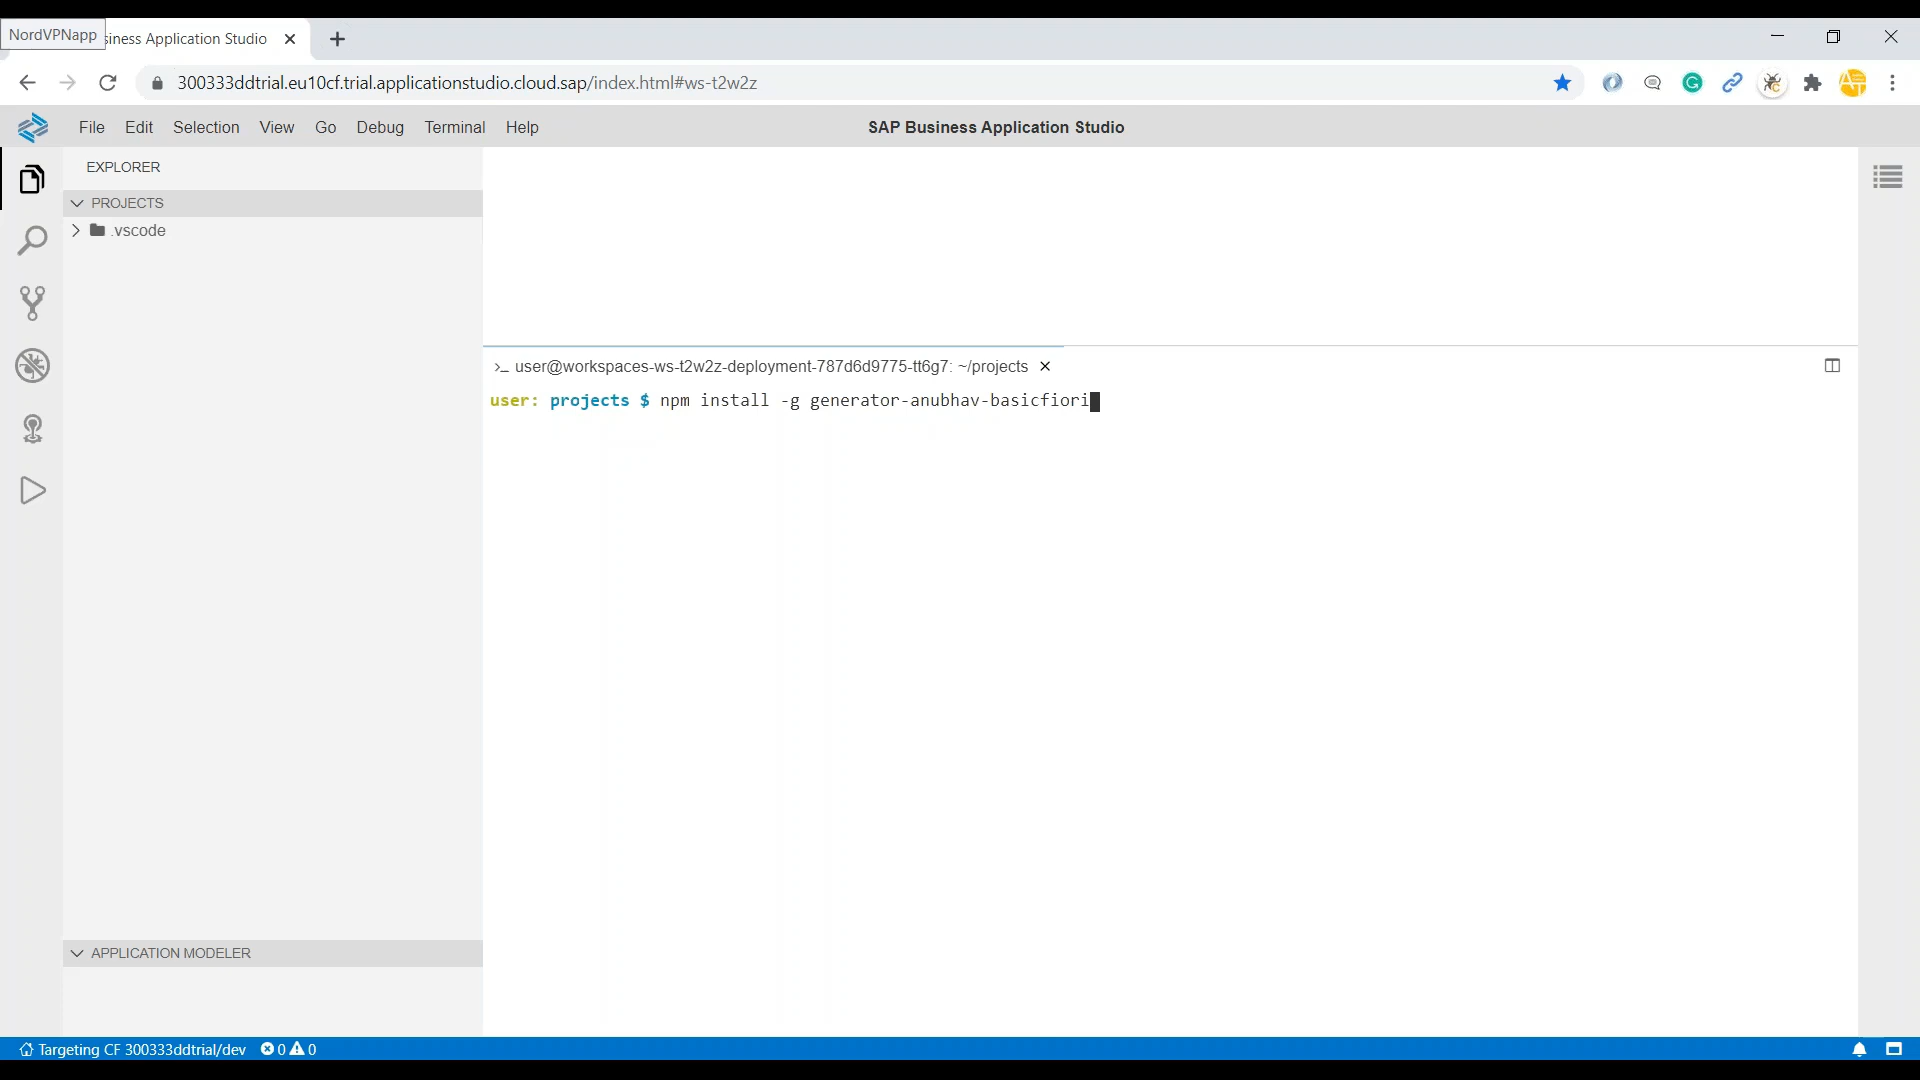 NordVPNapp
siness Application Studio
300333ddtrial.eu10cf.trial.applicationstudio.cloud.sap/index.html#ws-t2w2z
File Edit Selection View Go Debug Terminal Help
SAP Business Application Studio
EXPLORER
PROJECTS
.vscode
>_ user@workspaces-ws-t2w2z-deployment-787d6d9775-tt6g7: ~/projects
user: projects $ npm install -g generator-anubhav-basicfiori
APPLICATION MODELER
Targeting CF 300333ddtrial/dev 0 0